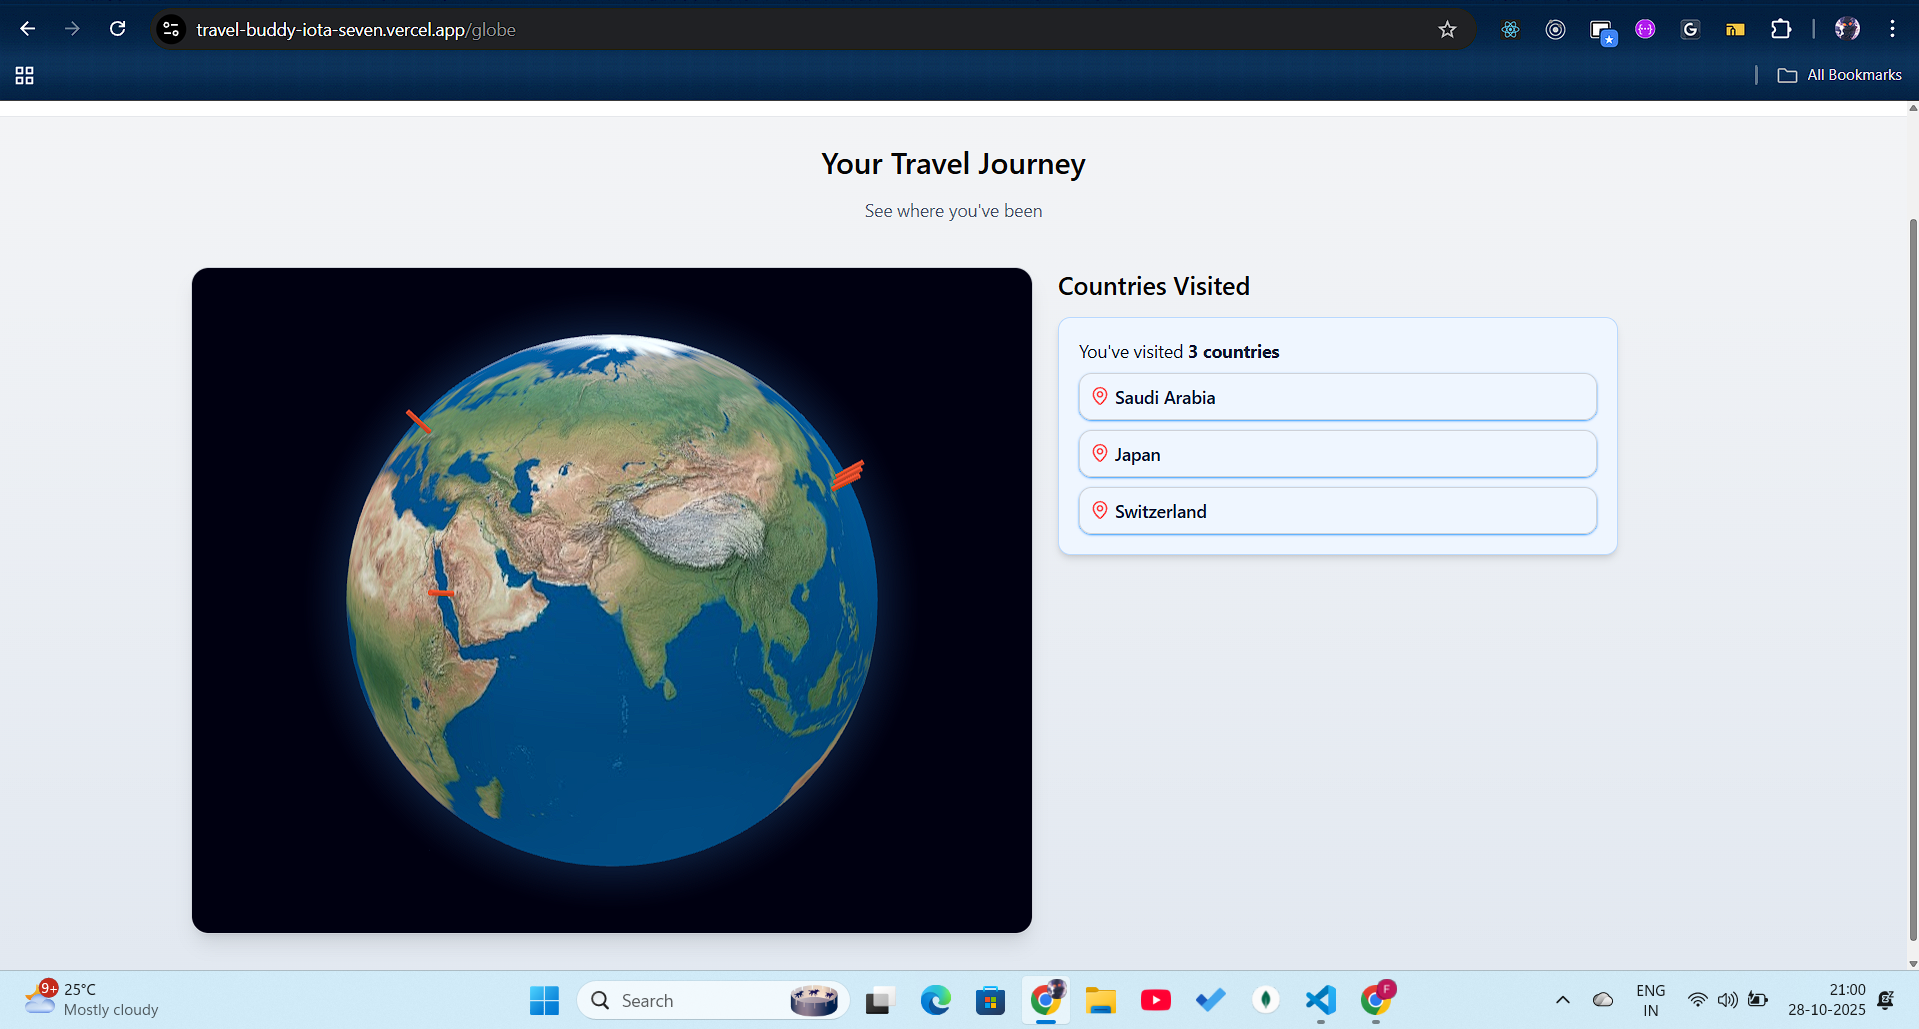 travel-buddy-iota-seven.vercel.app/globe
All Bookmarks
Your Travel Journey
See where you've been
Countries Visited
You've visited 3 countries
Saudi Arabia
Japan
Switzerland
9+
25°C
Mostly cloudy
Search
F
ENG
IN
21:00
28-10-2025